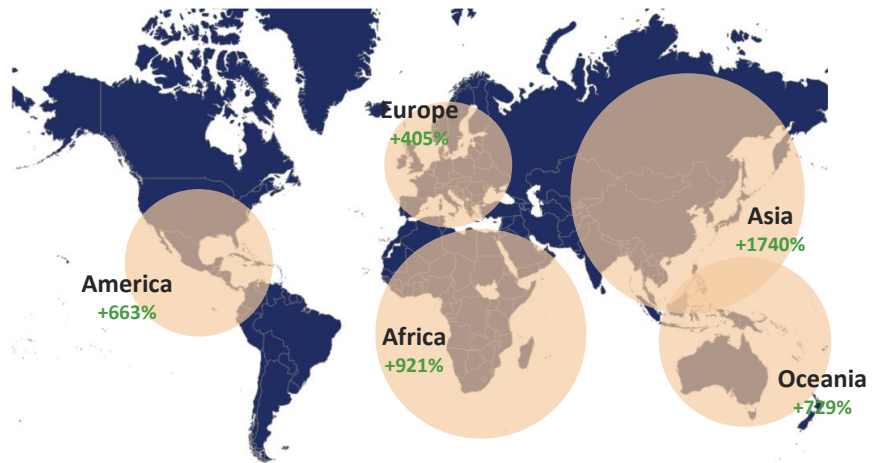 Europe
+405%
Asia
+1740%
America
+663%
Africa
+921%
Oceania
+729%